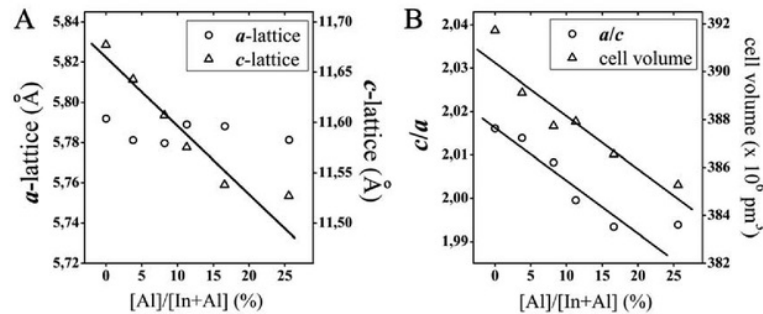 A
5,84
5,82
5,80
5,78
5,76
5,74
5,72
0 5 10 15 20 25
a-lattice (Å)
[Al]/[In+Al] (%)
a-lattice
c-lattice
11,70
11,65
11,60
11,55
11,50
c-lattice (Å)
B
2,04
2,03
2,02
2,01
2,00
1,99
0 5 10 15 20 25
c/a
[Al]/[In+Al] (%)
a/c
cell volume
392
390
388
386
384
382
cell volume (x 10⁶ pm³)